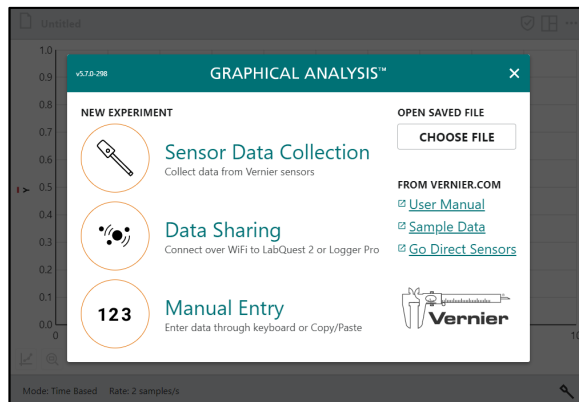 Untitled
v5.7.0-298
GRAPHICAL ANALYSIS™
×
NEW EXPERIMENT
Sensor Data Collection
Collect data from Vernier sensors
Data Sharing
Connect over WiFi to LabQuest 2 or Logger Pro
123
Manual Entry
Enter data through keyboard or Copy/Paste
OPEN SAVED FILE
CHOOSE FILE
FROM VERNIER.COM
User Manual
Sample Data
Go Direct Sensors
Vernier
1.0
0.9
0.8
0.7
0.6
0.5
0.4
0.3
0.2
0.1
0.0
Y
0
10
Mode: Time Based Rate: 2 samples/s